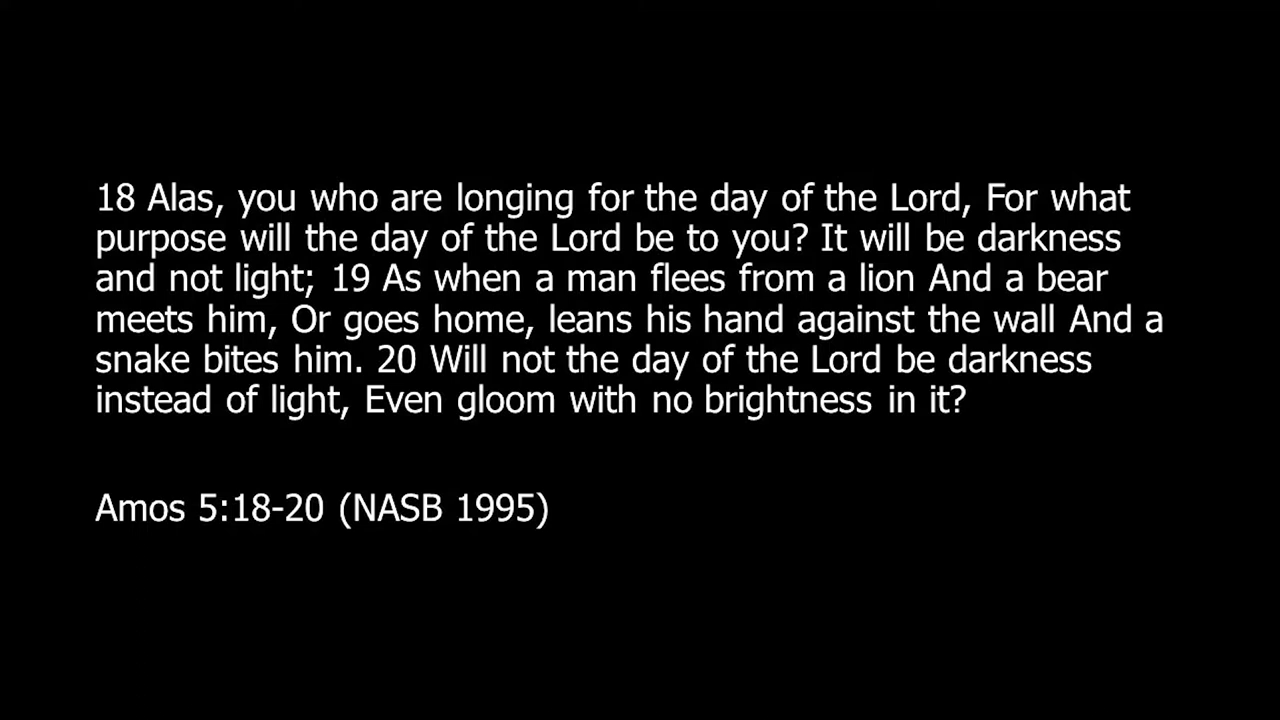 18 Alas, you who are longing for the day of the Lord, For what
purpose will the day of the Lord be to you? It will be darkness
and not light; 19 As when a man flees from a lion And a bear
meets him, Or goes home, leans his hand against the wall And a
snake bites him. 20 Will not the day of the Lord be darkness
instead of light, Even gloom with no brightness in it?
Amos 5:18-20 (NASB 1995)